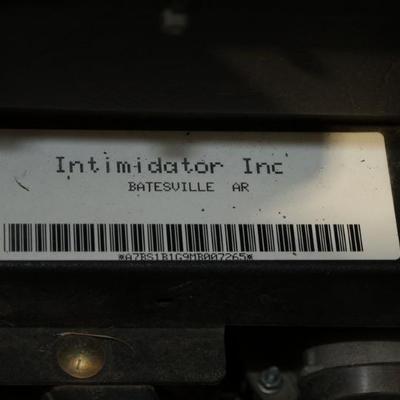 Intimidator Inc
BATESVILLE AR
*A7BS1B1G9MB007265*